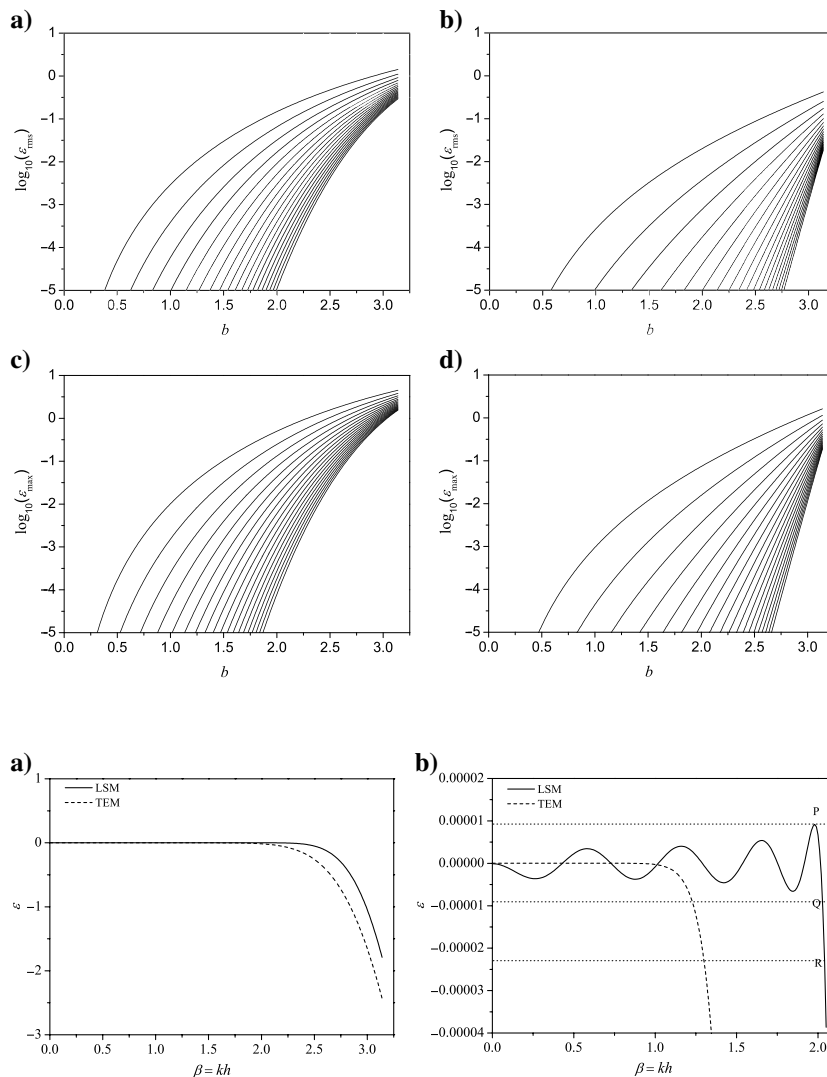 a)
b)
1
0
−1
−2
−3
−4
−5
log10(εrms)
0.0 0.5 1.0 1.5 2.0 2.5 3.0
b
1
0
−1
−2
−3
−4
−5
log10(εrms)
0.0 0.5 1.0 1.5 2.0 2.5 3.0
b
c)
d)
1
0
−1
−2
−3
−4
−5
log10(εmax)
0.0 0.5 1.0 1.5 2.0 2.5 3.0
b
1
0
−1
−2
−3
−4
−5
log10(εmax)
0.0 0.5 1.0 1.5 2.0 2.5 3.0
b
a)
LSM
TEM
1
0
−1
−2
−3
ε
0.0 0.5 1.0 1.5 2.0 2.5 3.0
β = kh
b)
LSM
TEM
0.00002
0.00001
0.00000
−0.00001
−0.00002
−0.00003
−0.00004
ε
P
Q
R
0.0 0.5 1.0 1.5 2.0
β = kh